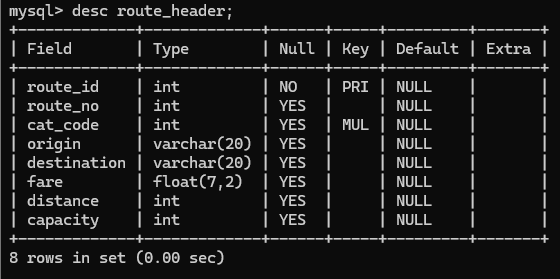 mysql> desc route_header;
+-------------+-------------+------+-----+---------+-------+
| Field       | Type        | Null | Key | Default | Extra |
+-------------+-------------+------+-----+---------+-------+
| route_id    | int         | NO   | PRI | NULL    |       |
| route_no    | int         | YES  |     | NULL    |       |
| cat_code    | int         | YES  | MUL | NULL    |       |
| origin      | varchar(20) | YES  |     | NULL    |       |
| destination | varchar(20) | YES  |     | NULL    |       |
| fare        | float(7,2)  | YES  |     | NULL    |       |
| distance    | int         | YES  |     | NULL    |       |
| capacity    | int         | YES  |     | NULL    |       |
+-------------+-------------+------+-----+---------+-------+
8 rows in set (0.00 sec)